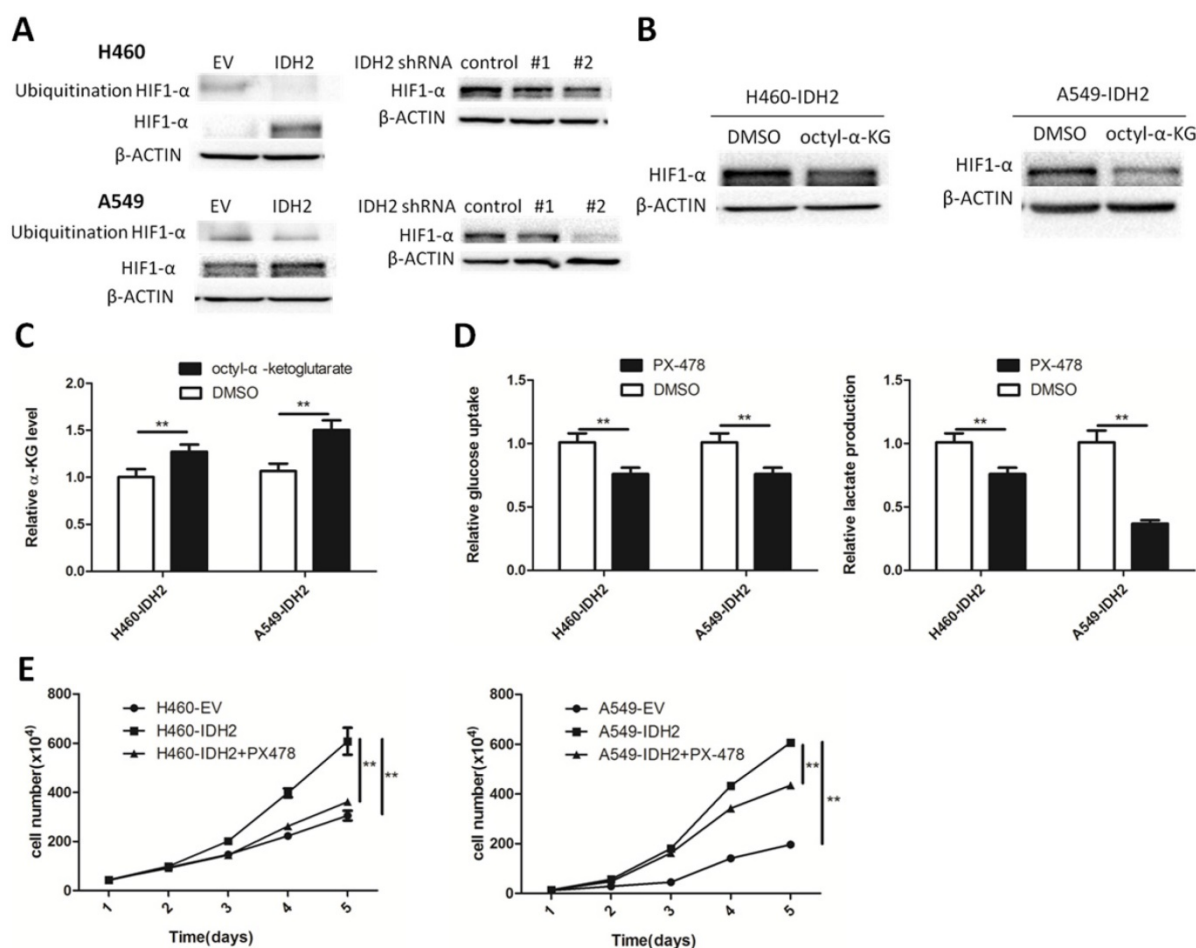 A
H460
EV IDH2
Ubiquitination HIF1-α
HIF1-α
β-ACTIN
IDH2 shRNA control #1 #2
HIF1-α
β-ACTIN
A549
EV IDH2
Ubiquitination HIF1-α
HIF1-α
β-ACTIN
IDH2 shRNA control #1 #2
HIF1-α
β-ACTIN
B
H460-IDH2
DMSO octyl-α-KG
HIF1-α
β-ACTIN
A549-IDH2
DMSO octyl-α-KG
HIF1-α
β-ACTIN
C
octyl-α -ketoglutarate
DMSO
Relative α-KG level
2.0
1.5
1.0
0.5
0.0
**
**
H460-IDH2
A549-IDH2
D
PX-478
DMSO
Relative glucose uptake
1.5
1.0
0.5
0.0
**
**
H460-IDH2
A549-IDH2
PX-478
DMSO
Relative lactate production
1.5
1.0
0.5
0.0
**
**
H460-IDH2
A549-IDH2
E
H460-EV
H460-IDH2
H460-IDH2+PX478
cell number(x10⁴)
800
600
400
200
0
**
**
1 2 3 4 5
Time(days)
A549-EV
A549-IDH2
A549-IDH2+PX-478
cell number(x10⁴)
800
600
400
200
0
**
**
1 2 3 4 5
Time(days)